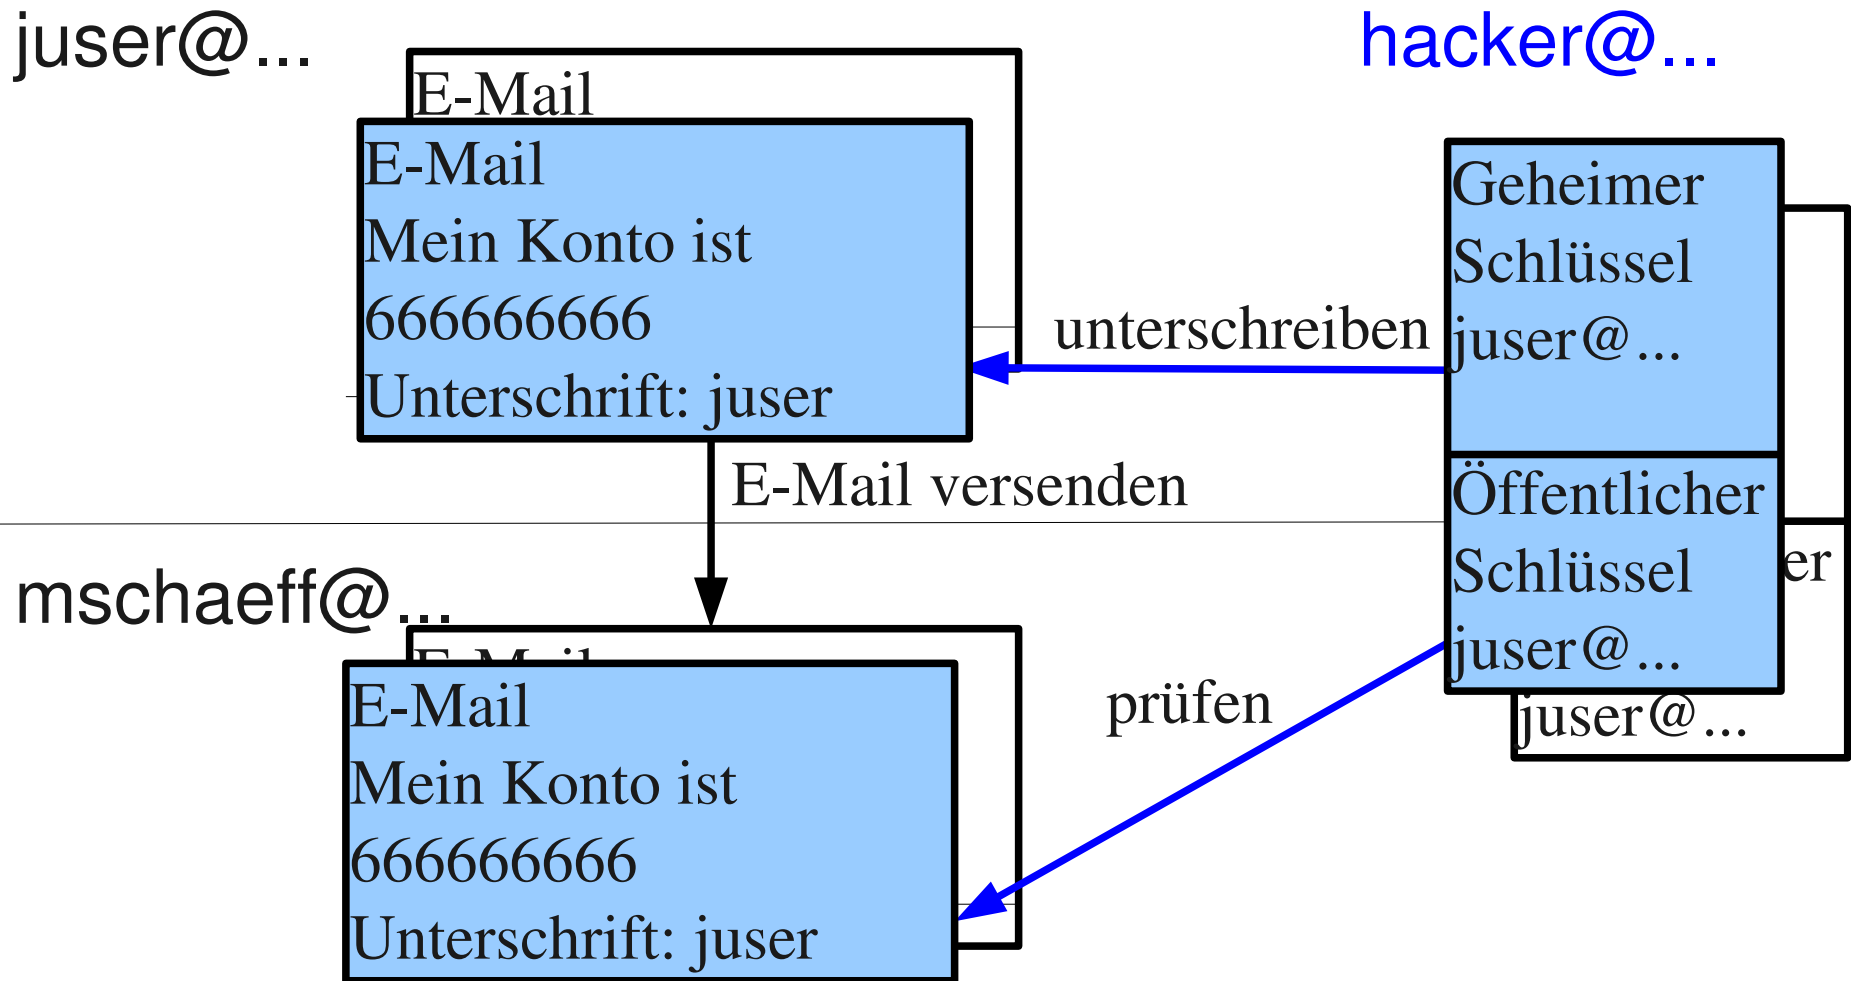 juser@...
hacker@...
E-Mail
E-Mail
Mein Konto ist
666666666
Unterschrift: juser
unterschreiben
Geheimer
Schlüssel
juser@...
E-Mail versenden
Öffentlicher
Schlüssel
juser@...
er
juser@...
mschaeff@...
E-Mail
E-Mail
Mein Konto ist
666666666
Unterschrift: juser
prüfen